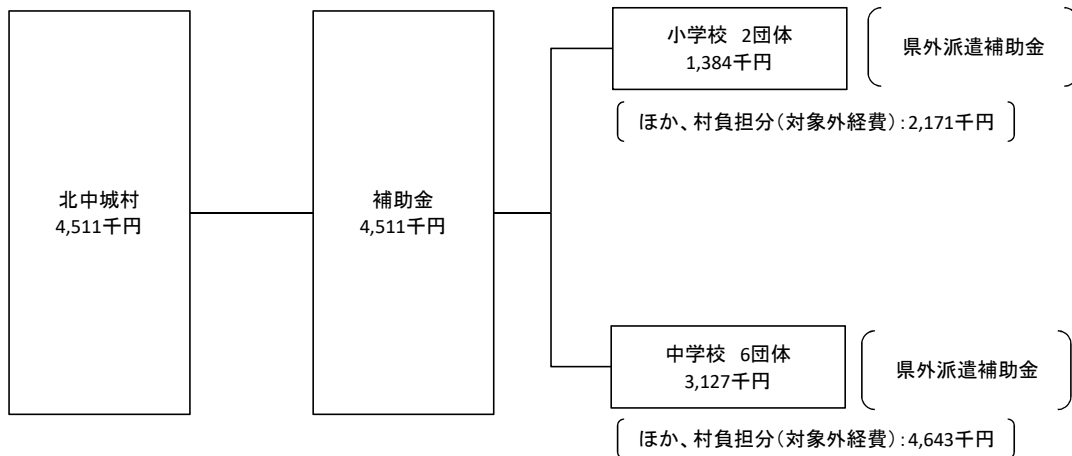 北中城村
4,511千円
補助金
4,511千円
小学校 2団体
1,384千円
県外派遣補助金
ほか、村負担分(対象外経費):2,171千円
中学校 6団体
3,127千円
県外派遣補助金
ほか、村負担分(対象外経費):4,643千円